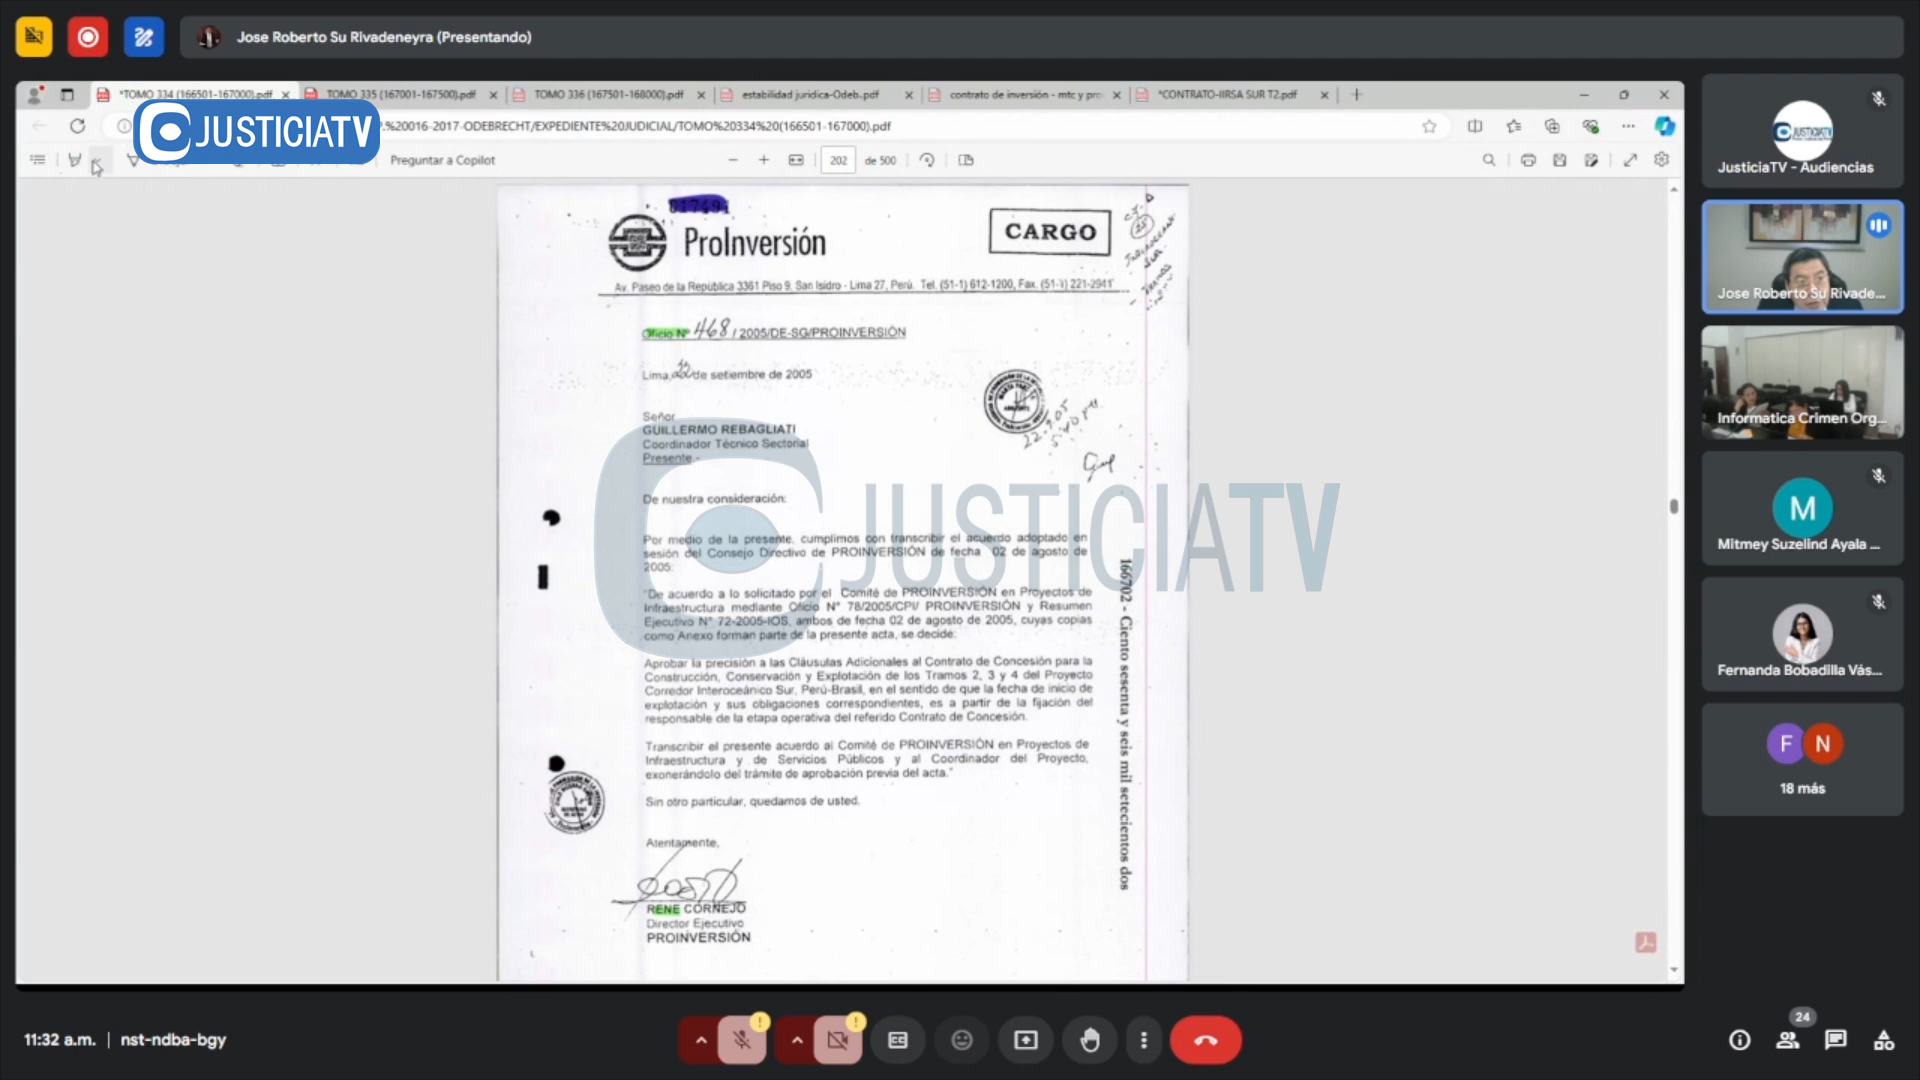 Jose Roberto Su Rivadeneyra (Presentando)
*TOMO 334 (166501-167000).pdf
TOMO 335 (167001-167500).pdf
TOMO 336 (167501-168000).pdf
estabilidad juridica-Odeb.pdf
contrato de inversión - mtc y pro
*CONTRATO-IIRSA SUR T2.pdf
JUSTICIATV
.%20016-2017-ODEBRECHT/EXPEDIENTE%20JUDICIAL/TOMO%20334%20(166501-167000).pdf
Preguntar a Copilot
202
de 500
ProInversión
CARGO
Av. Paseo de la República 3361 Piso 9, San Isidro - Lima 27, Perú. Tel. (51-1) 612-1200, Fax. (51-1) 221-2941
Oficio N° 468 / 2005/DE-SG/PROINVERSIÓN
Lima, 22 de setiembre de 2005
22.9.05
5:40 PM
Señor
GUILLERMO REBAGLIATI
Coordinador Técnico Sectorial
Presente.-
De nuestra consideración:
Por medio de la presente, cumplimos con transcribir el acuerdo adoptado en
sesión del Consejo Directivo de PROINVERSIÓN de fecha 02 de agosto de
2005:
"De acuerdo a lo solicitado por el Comité de PROINVERSIÓN en Proyectos de
Infraestructura mediante Oficio N° 78/2005/CPI/ PROINVERSIÓN y Resumen
Ejecutivo N° 72-2005-IOS, ambos de fecha 02 de agosto de 2005, cuyas copias
como Anexo forman parte de la presente acta, se decide:
Aprobar la precisión a las Cláusulas Adicionales al Contrato de Concesión para la
Construcción, Conservación y Explotación de los Tramos 2, 3 y 4 del Proyecto
Corredor Interoceánico Sur, Perú-Brasil, en el sentido de que la fecha de inicio de
explotación y sus obligaciones correspondientes, es a partir de la fijación del
responsable de la etapa operativa del referido Contrato de Concesión.
Transcribir el presente acuerdo al Comité de PROINVERSIÓN en Proyectos de
Infraestructura y de Servicios Públicos y al Coordinador del Proyecto,
exonerándolo del trámite de aprobación previa del acta."
Sin otro particular, quedamos de usted.
Atentamente,
RENE CORNEJO
Director Ejecutivo
PROINVERSIÓN
166702 - Ciento sesenta y seis mil setecientos dos
JUSTICIATV
JUSTICIATV
JusticiaTV - Audiencias
Jose Roberto Su Rivade...
Informatica Crimen Org...
M
Mitmey Suzelind Ayala ...
Fernanda Bobadilla Vás...
F
N
18 más
11:32 a.m. | nst-ndba-bgy
24